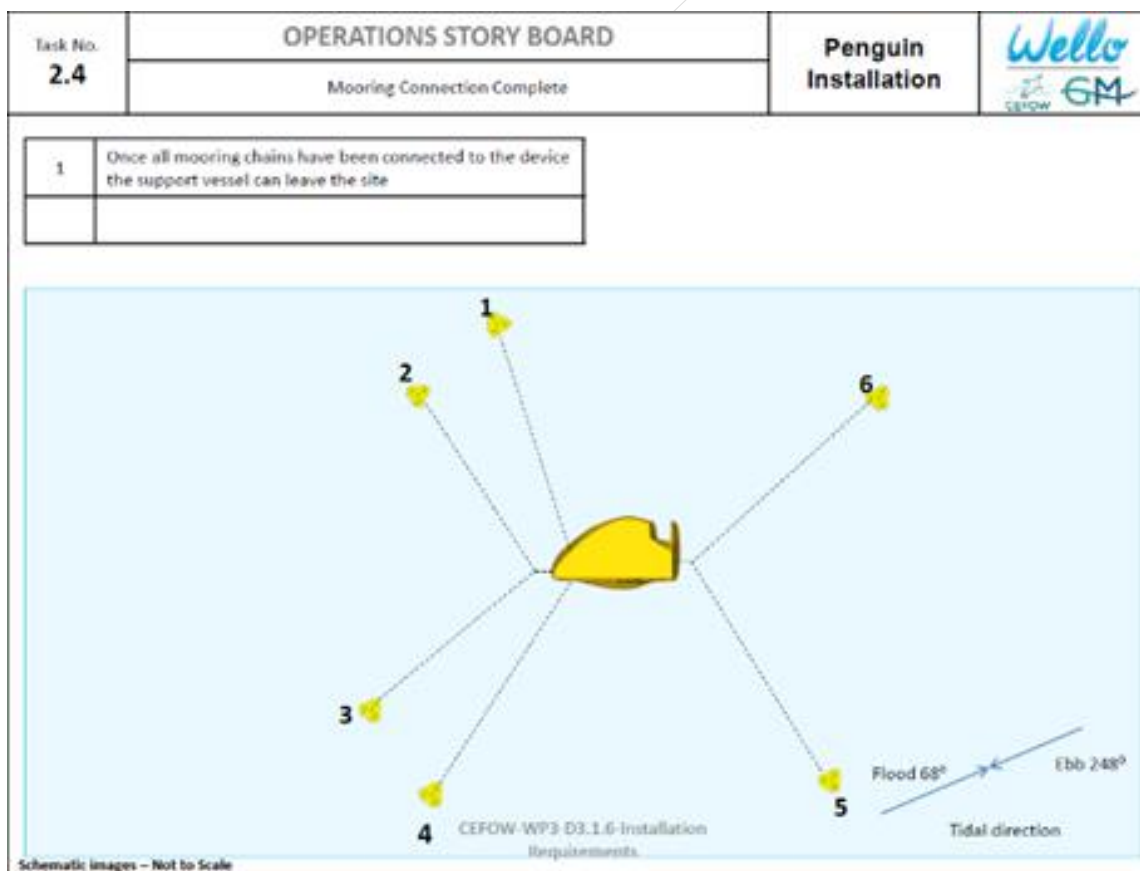 Task No.
2.4
OPERATIONS STORY BOARD
Mooring Connection Complete
Penguin
Installation
Wello
CEFOW GM
1
Once all mooring chains have been connected to the device
the support vessel can leave the site
1
2
6
3
5
4
Flood 68º
Ebb 248º
Tidal direction
CEFOW-WP3-D3.1.6-Installation
Requirements
Schematic images – Not to Scale